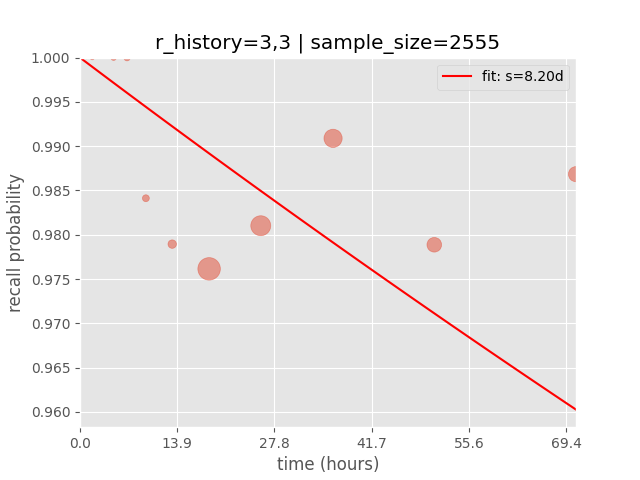 r_history=3,3 | sample_size=2555
fit: s=8.20d
recall probability
1.000
0.995
0.990
0.985
0.980
0.975
0.970
0.965
0.960
0.0 13.9 27.8 41.7 55.6 69.4
time (hours)